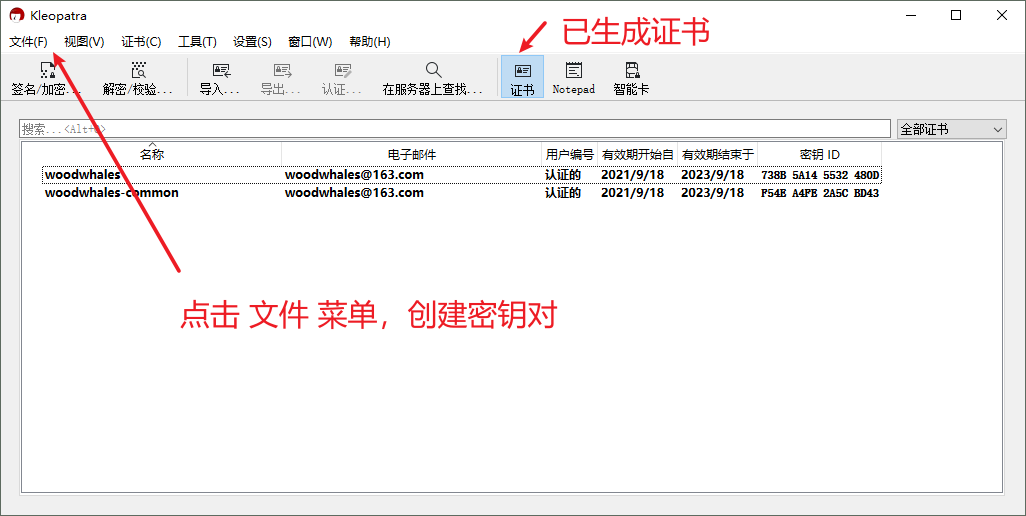 Kleopatra
已生成证书
文件(F) 视图(V) 证书(C) 工具(T) 设置(S) 窗口(W) 帮助(H)
签名/加密... 解密/校验... 导入... 导出... 认证... 在服务器上查找... 证书 Notepad 智能卡
搜索...<Alt+Q> 全部证书
名称 电子邮件 用户编号 有效期开始自 有效期结束于 密钥 ID
woodwhales woodwhales@163.com 认证的 2021/9/18 2023/9/18 738B 5A14 5532 480D
woodwhales-common woodwhales@163.com 认证的 2021/9/18 2023/9/18 F54E A4FE 2A5C BD43
点击 文件 菜单，创建密钥对